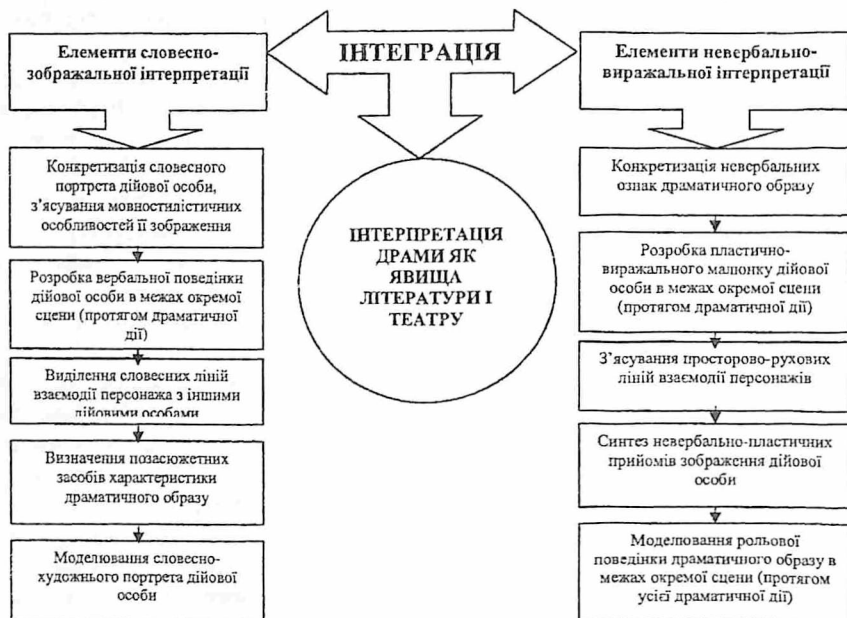 Елементи словесно-
зображальної інтерпретації
ІНТЕГРАЦІЯ
Елементи невербально-
виражальної інтерпретації
Конкретизація словесного
портрета дійової особи,
з’ясування мовностилістичних
особливостей її зображення
Розробка вербальної поведінки
дійової особи в межах окремої
сцени (протягом драматичної
дії)
Виділення словесних ліній
взаємодії персонажа з іншими
дійовими особами
Визначення позасюжетних
засобів характеристики
драматичного образу
Моделювання словесно-
художнього портрета дійової
особи
ІНТЕРПРЕТАЦІЯ
ДРАМИ ЯК
ЯВИЩА
ЛІТЕРАТУРИ І
ТЕАТРУ
Конкретизація невербальних
ознак драматичного образу
Розробка пластично-
виражального малюнку дійової
особи в межах окремої сцени
(протягом драматичної дії)
З’ясування просторово-рухових
ліній взаємодії персонажів
Синтез невербально-пластичних
прийомів зображення дійової
особи
Моделювання рольової
поведінки драматичного образу в
межах окремої сцени (протягом
усієї драматичної дії)